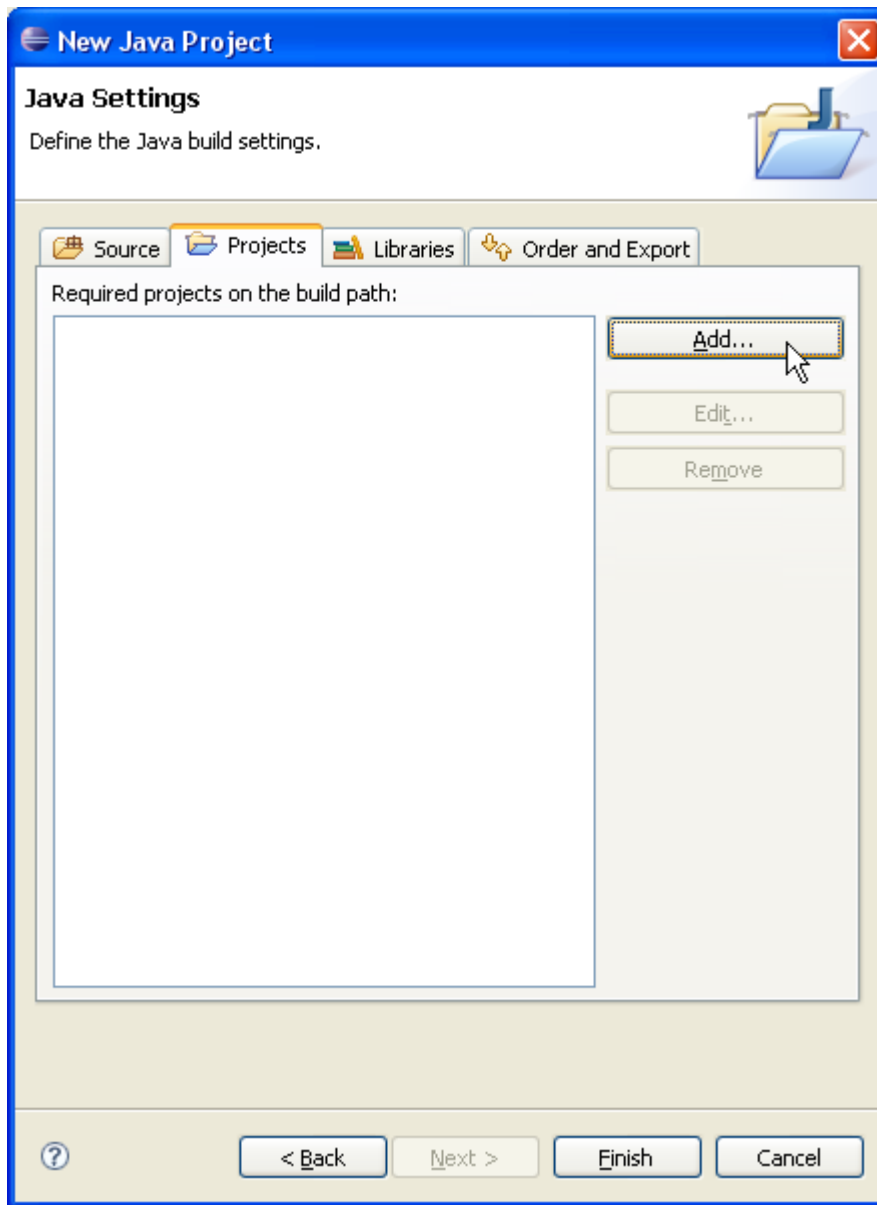 New Java Project
Java Settings
Define the Java build settings.
Source Projects Libraries Order and Export
Required projects on the build path:
Add...
Edit...
Remove
? < Back Next > Finish Cancel